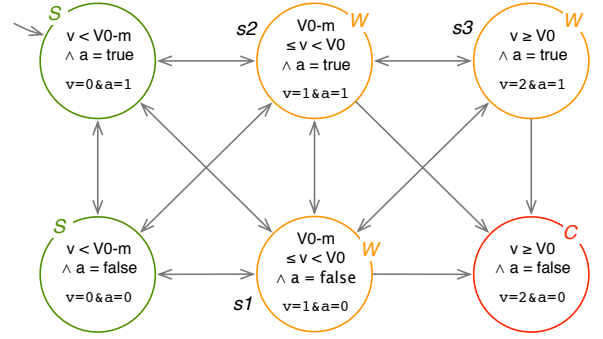 S
v < V0-m
∧ a = true
v=0&a=1
s2
W
V0-m
≤ v < V0
∧ a = true
v=1&a=1
s3
W
v ≥ V0
∧ a = true
v=2&a=1
S
v < V0-m
∧ a = false
v=0&a=0
s1
W
V0-m
≤ v < V0
∧ a = false
v=1&a=0
C
v ≥ V0
∧ a = false
v=2&a=0